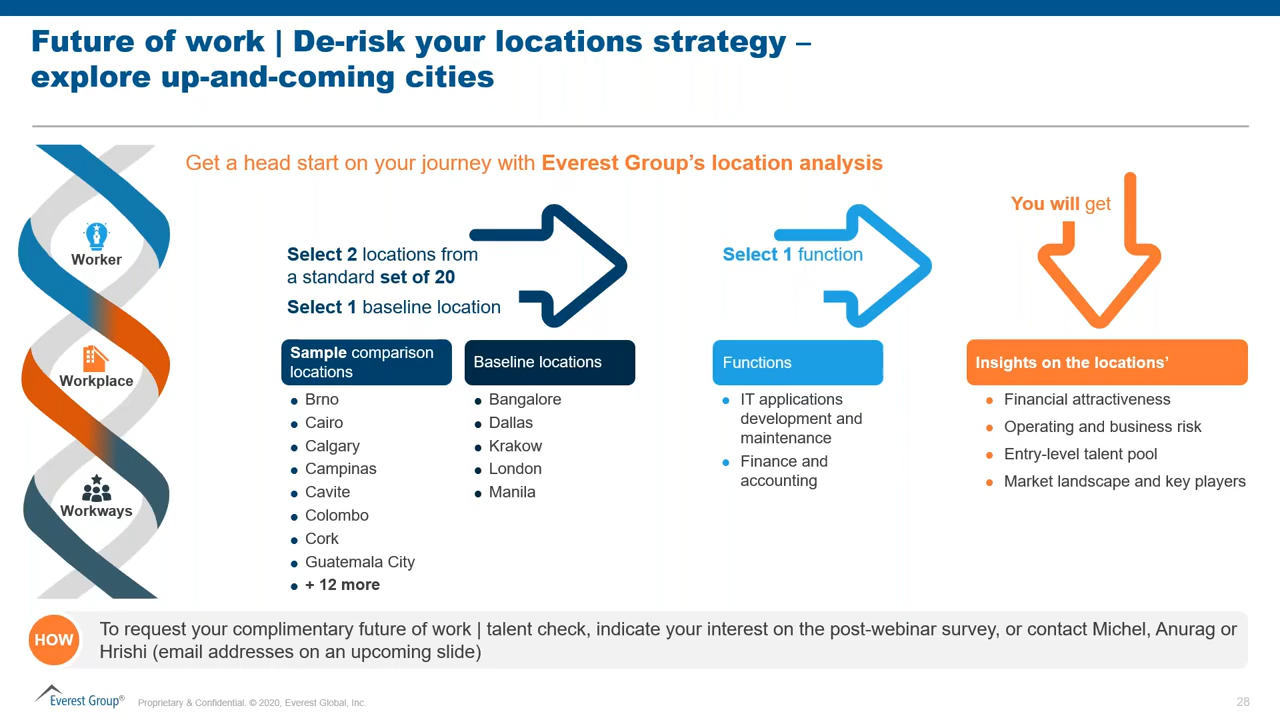 Future of work | De-risk your locations strategy –
explore up-and-coming cities
Get a head start on your journey with Everest Group’s location analysis
Worker
Workplace
Workways
Select 2 locations from
a standard set of 20
Select 1 baseline location
Sample comparison
locations
Brno
Cairo
Calgary
Campinas
Cavite
Colombo
Cork
Guatemala City
+ 12 more
Baseline locations
Bangalore
Dallas
Krakow
London
Manila
Select 1 function
Functions
IT applications
development and
maintenance
Finance and
accounting
You will get
Insights on the locations’
Financial attractiveness
Operating and business risk
Entry-level talent pool
Market landscape and key players
HOW
To request your complimentary future of work | talent check, indicate your interest on the post-webinar survey, or contact Michel, Anurag or
Hrishi (email addresses on an upcoming slide)
Everest Group®
Proprietary & Confidential. © 2020, Everest Global, Inc.
28